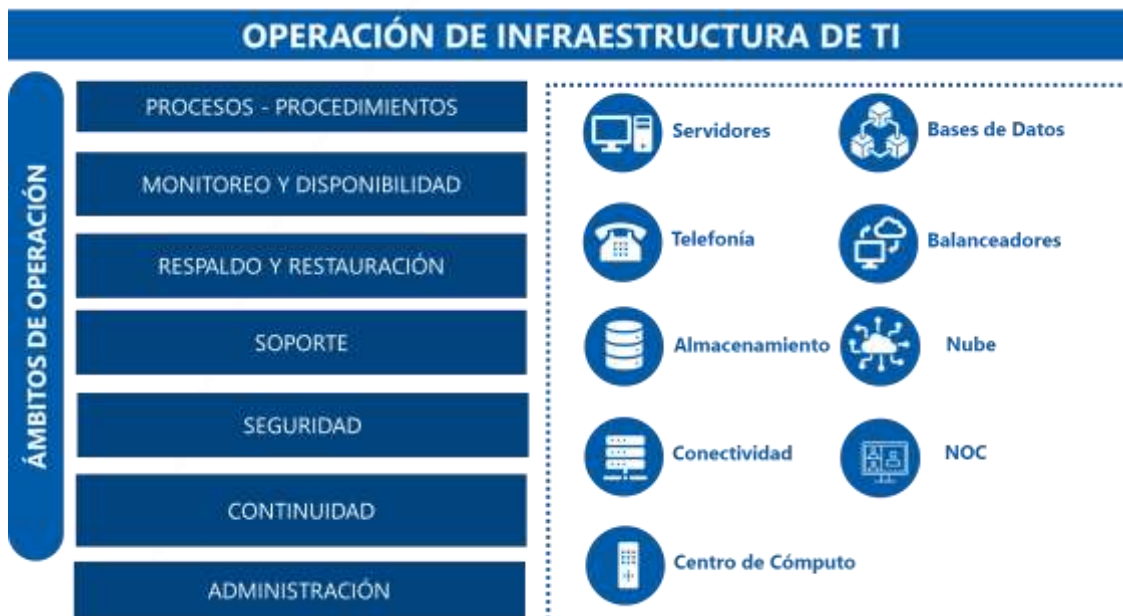 OPERACIÓN DE INFRAESTRUCTURA DE TI
ÁMBITOS DE OPERACIÓN
PROCESOS - PROCEDIMIENTOS
MONITOREO Y DISPONIBILIDAD
RESPALDO Y RESTAURACIÓN
SOPORTE
SEGURIDAD
CONTINUIDAD
ADMINISTRACIÓN
Servidores
Bases de Datos
Telefonía
Balanceadores
Almacenamiento
Nube
Conectividad
NOC
Centro de Cómputo